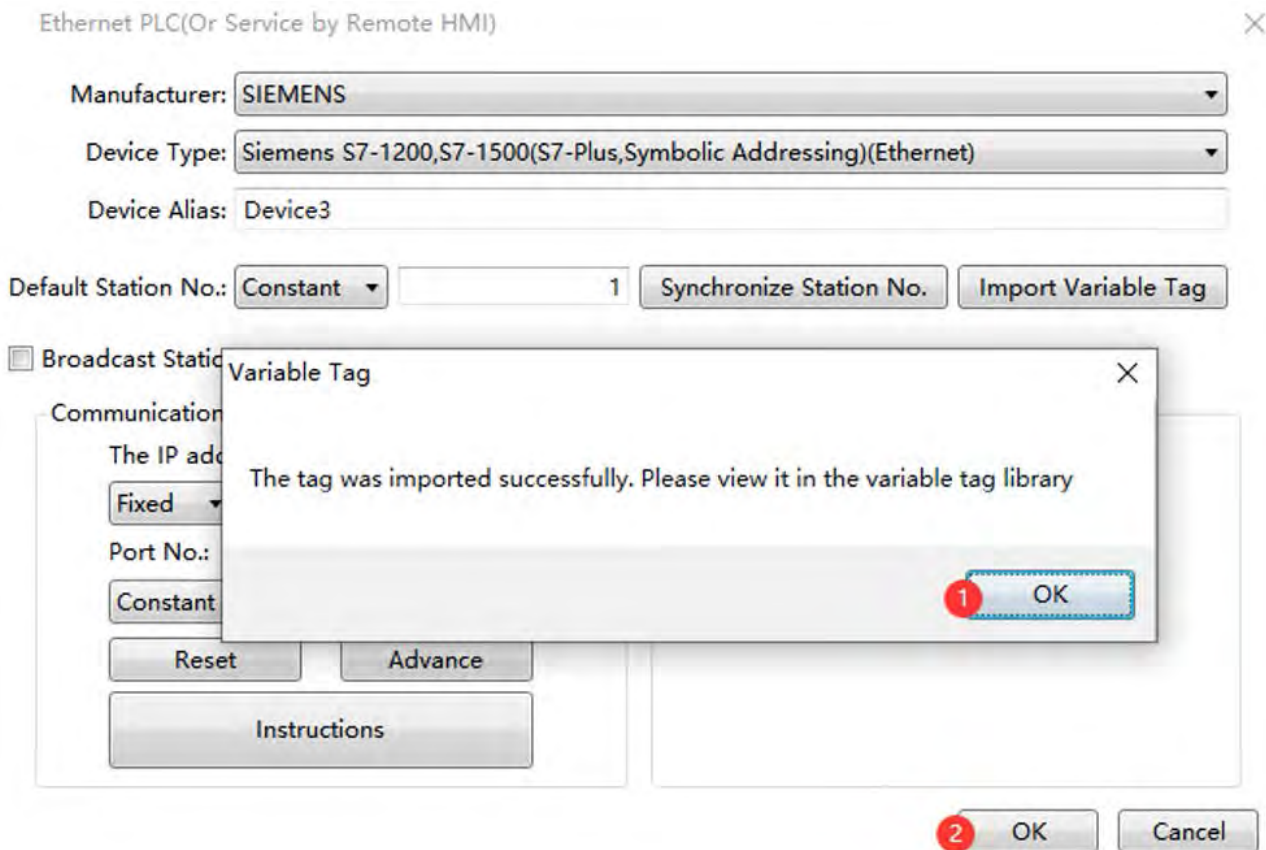 Ethernet PLC(Or Service by Remote HMI)
Manufacturer: SIEMENS
Device Type: Siemens S7-1200,S7-1500(S7-Plus,Symbolic Addressing)(Ethernet)
Device Alias: Device3
Default Station No.: Constant 1 Synchronize Station No. Import Variable Tag
Broadcast Static
Variable Tag
Communication
The IP add
The tag was imported successfully. Please view it in the variable tag library
Fixed
Port No.:
Constant
1 OK
Reset Advance
Instructions
2 OK Cancel